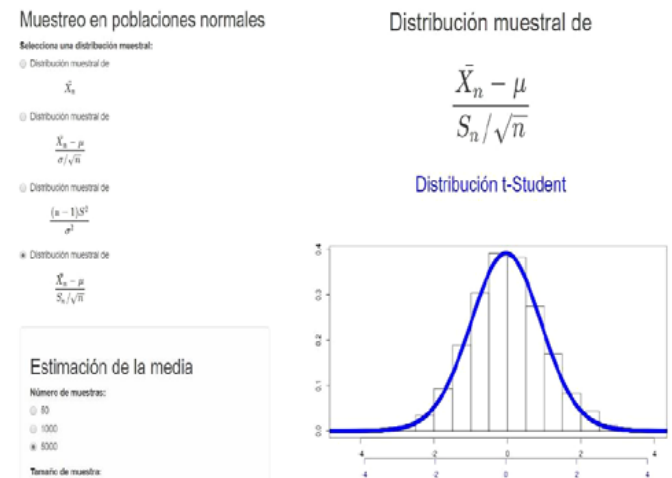 Muestreo en poblaciones normales
Selecciona una distribución muestral:
Distribución muestral de
X̄ₙ
Distribución muestral de
X̄ₙ − μ
σ/√n
Distribución muestral de
(n − 1)S²
σ²
Distribución muestral de
X̄ₙ − μ
Sₙ/√n
Estimación de la media
Número de muestras:
50
1000
5000
Tamaño de muestra:
Distribución muestral de
X̄ₙ − μ
Sₙ/√n
Distribución t-Student
0.4
0.3
0.2
0.1
0.0
-4 -2 0 2 4
-4 -2 0 2 4